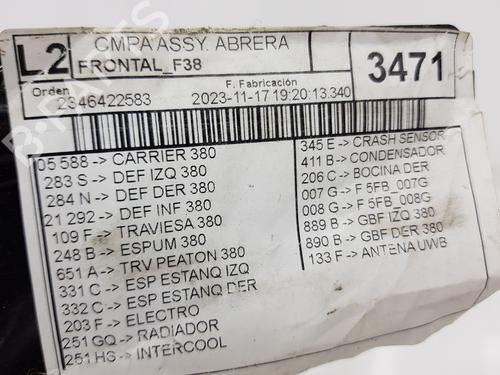 L2
CMPA ASSY. ABRERA
FRONTAL_F38
3471
Orden
F. Fabricación
2346422583
2023-11-17 19:20:13.340
05 588 -> CARRIER 380
283 S -> DEF IZQ 380
284 N -> DEF DER 380
21 292 -> DEF INF 380
109 F -> TRAVIESA 380
248 B -> ESPUM 380
651 A -> TRV PEATON 380
331 C -> ESP ESTANQ IZQ
332 C -> ESP ESTANQ DER
203 F -> ELECTRO
251 GQ -> RADIADOR
251 HS -> INTERCOOL
345 E -> CRASH SENSOR
411 B -> CONDENSADOR
206 C -> BOCINA DER
007 G -> F 5FB_007G
008 G -> F 5FB_008G
889 B -> GBF IZQ 380
890 B -> GBF DER 380
133 F -> ANTENA UWB
B-PARTS